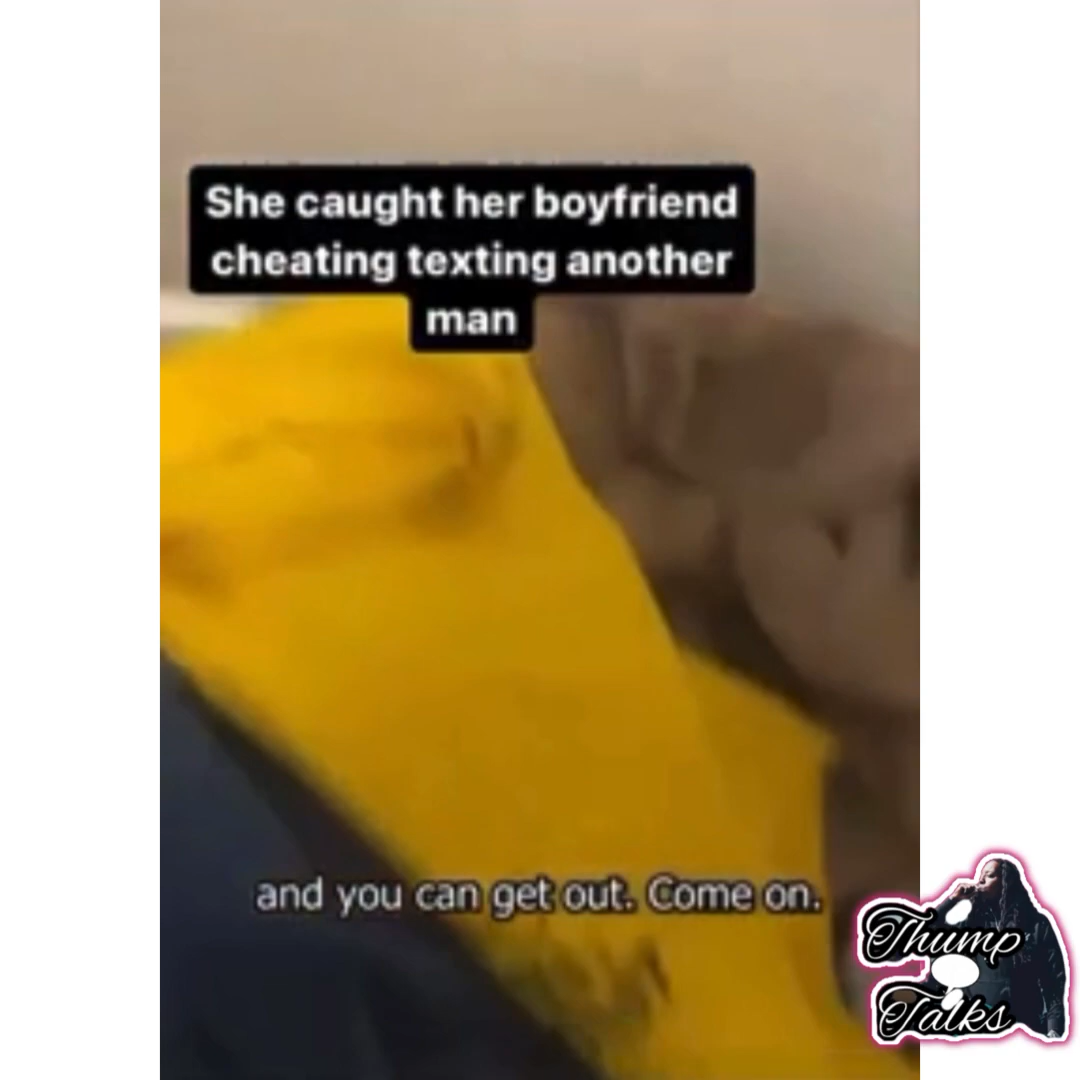 She caught her boyfriend
cheating texting another
man
and you can get out. Come on.
Thump
Talks